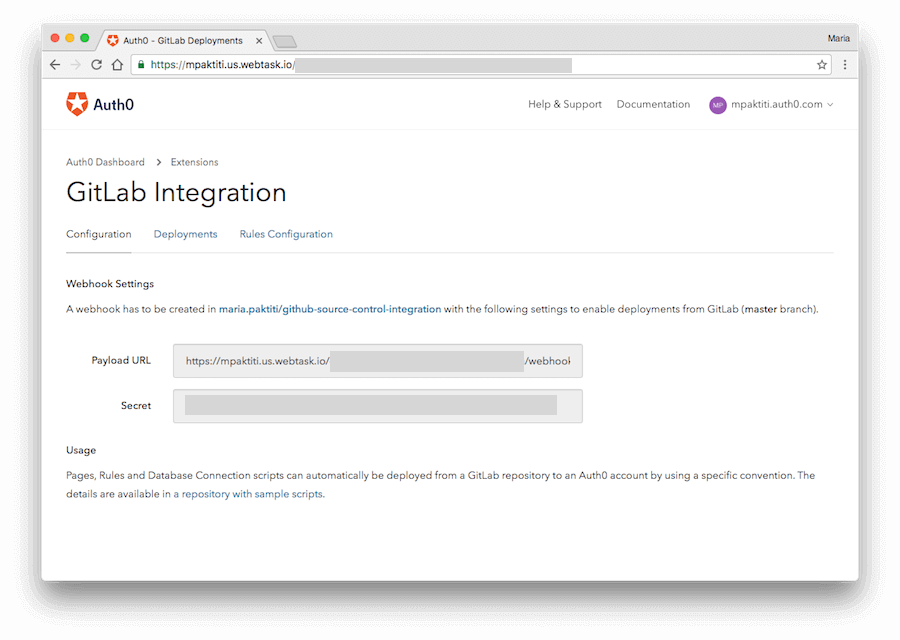 Auth0 - GitLab Deployments
Maria
https://mpaktiti.us.webtask.io/
Auth0
Help & Support Documentation MP mpaktiti.auth0.com
Auth0 Dashboard > Extensions
GitLab Integration
Configuration Deployments Rules Configuration
Webhook Settings
A webhook has to be created in maria.paktiti/github-source-control-integration with the following settings to enable deployments from GitLab (master branch).
Payload URL https://mpaktiti.us.webtask.io/ /webhook
Secret
Usage
Pages, Rules and Database Connection scripts can automatically be deployed from a GitLab repository to an Auth0 account by using a specific convention. The
details are available in a repository with sample scripts.